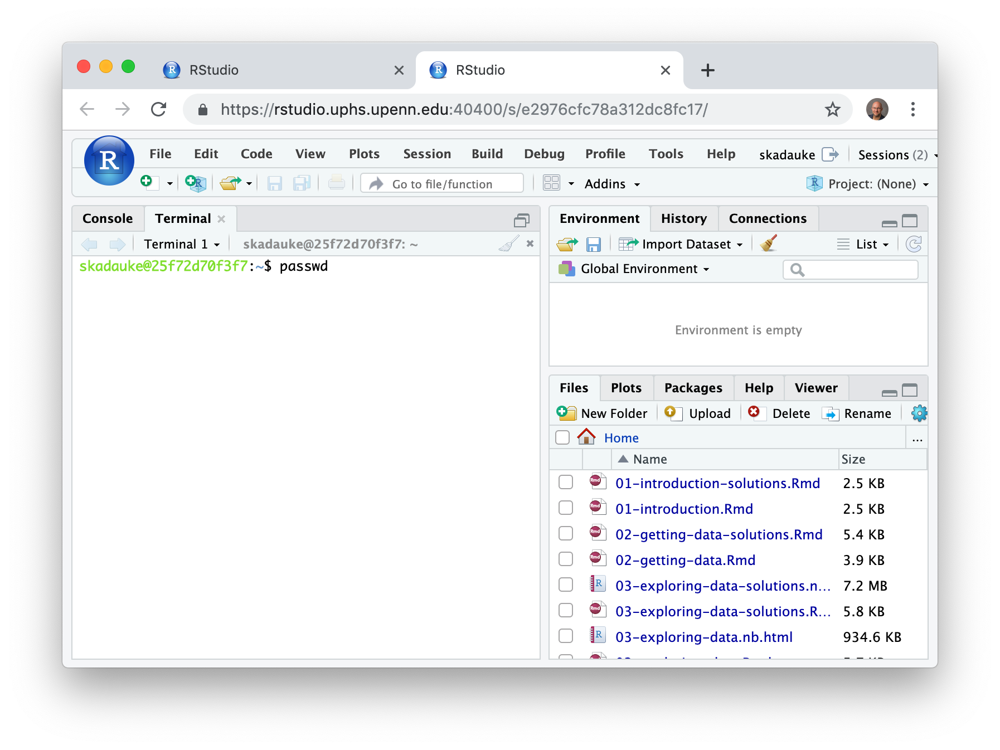 RStudio
RStudio
https://rstudio.uphs.upenn.edu:40400/s/e2976cfc78a312dc8fc17/
R File Edit Code View Plots Session Build Debug Profile Tools Help skadauke Sessions (2)
Go to file/function Addins Project: (None)
Console Terminal
Terminal 1 skadauke@25f72d70f3f7: ~
skadauke@25f72d70f3f7:~$ passwd
Environment History Connections
Import Dataset List
Global Environment
Environment is empty
Files Plots Packages Help Viewer
New Folder Upload Delete Rename
Home ...
Name Size
01-introduction-solutions.Rmd 2.5 KB
01-introduction.Rmd 2.5 KB
02-getting-data-solutions.Rmd 5.4 KB
02-getting-data.Rmd 3.9 KB
03-exploring-data-solutions.n... 7.2 MB
03-exploring-data-solutions.R... 5.8 KB
03-exploring-data.nb.html 934.6 KB